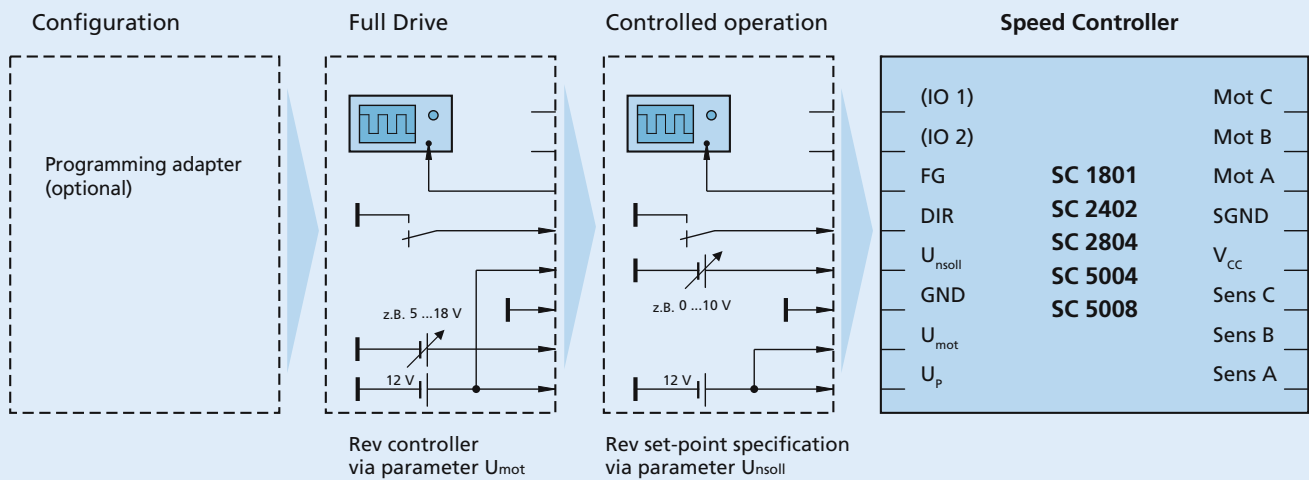 Configuration
Full Drive
Controlled operation
Speed Controller
Programming adapter
(optional)
z.B. 5 ...18 V
12 V
Rev controller
via parameter Umot
z.B. 0 ...10 V
12 V
Rev set-point specification
via parameter Unsoll
(IO 1)
(IO 2)
FG
DIR
Unsoll
GND
Umot
UP
SC 1801
SC 2402
SC 2804
SC 5004
SC 5008
Mot C
Mot B
Mot A
SGND
VCC
Sens C
Sens B
Sens A